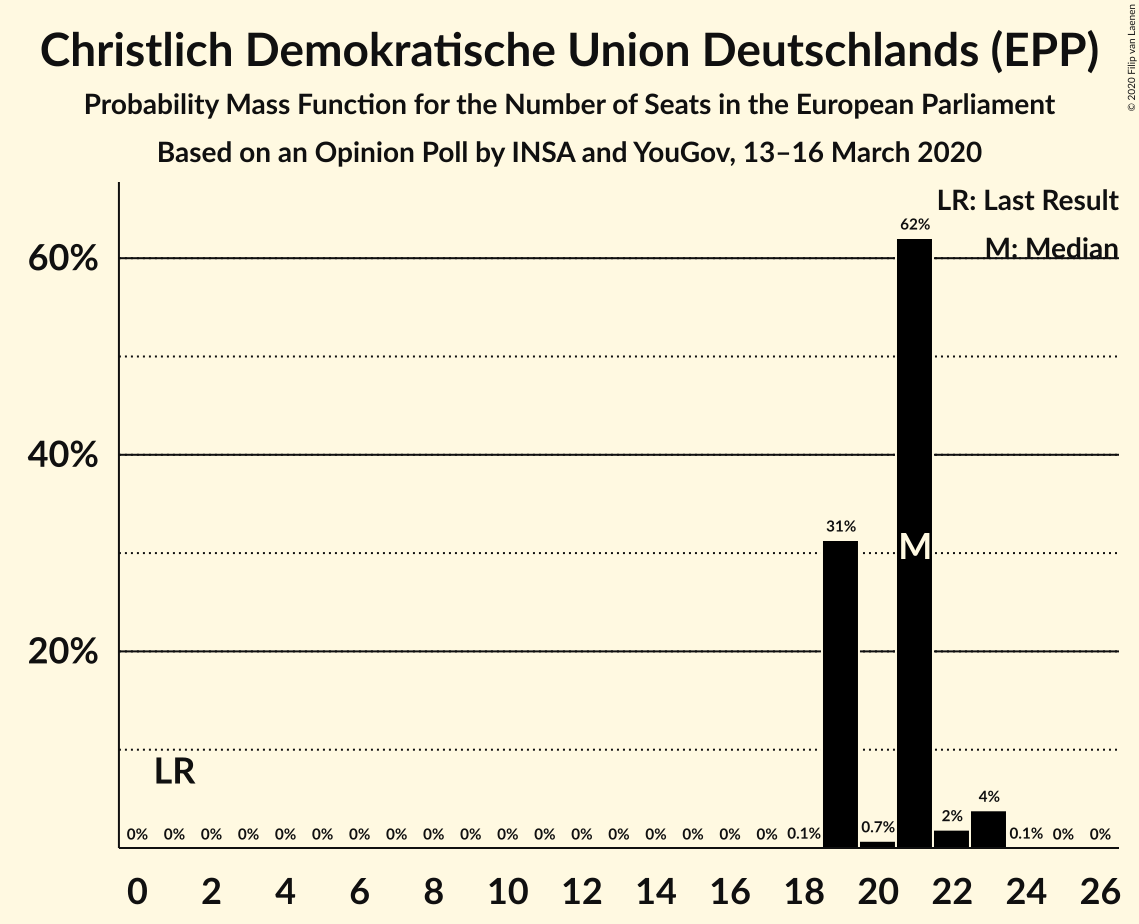 Christlich Demokratische Union Deutschlands (EPP)
Probability Mass Function for the Number of Seats in the European Parliament
Based on an Opinion Poll by INSA and YouGov, 13–16 March 2020
© 2020 Filip van Laenen
LR: Last Result
M: Median
62%
60%
40%
31%
M
20%
LR
0% 0% 0% 0% 0% 0% 0% 0% 0% 0% 0% 0% 0% 0% 0% 0% 0% 0% 0.1% 0.7% 2% 4% 0.1% 0% 0%
0 2 4 6 8 10 12 14 16 18 20 22 24 26